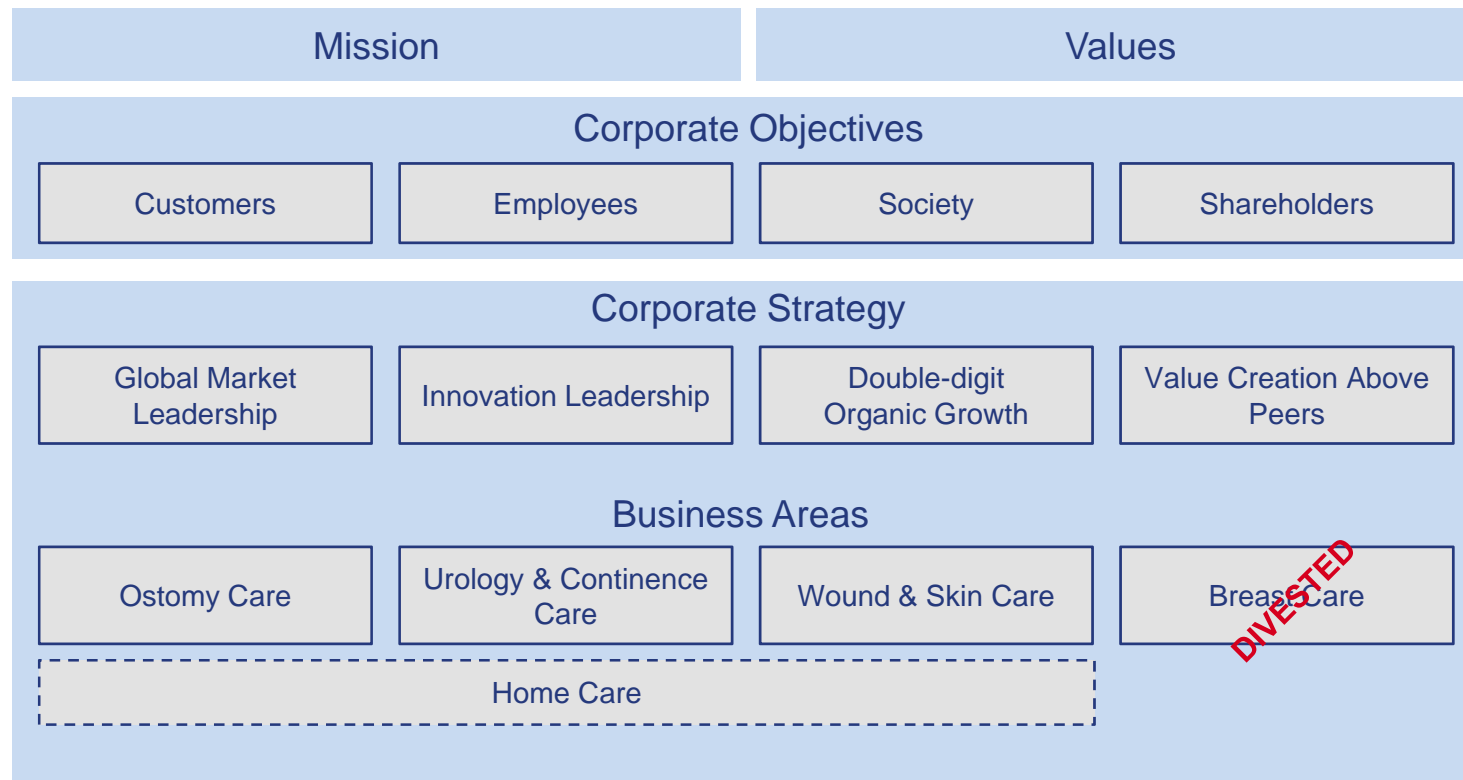 Mission
Values
Corporate Objectives
Customers
Employees
Society
Shareholders
Corporate Strategy
Global Market
Leadership
Innovation Leadership
Double-digit
Organic Growth
Value Creation Above
Peers
Business Areas
Ostomy Care
Urology & Continence
Care
Wound & Skin Care
Breast Care
DIVESTED
Home Care